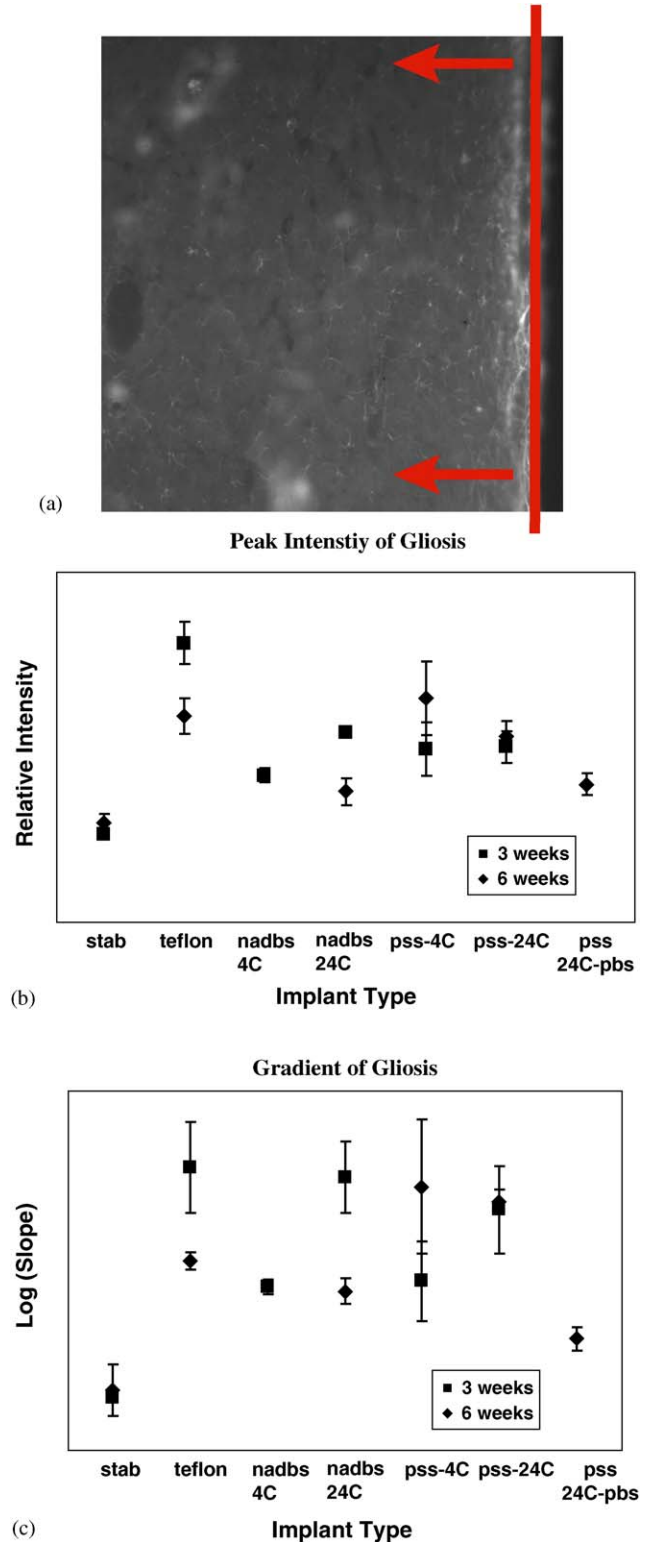 (a)
Peak Intenstiy of Gliosis
Relative Intensity
3 weeks
6 weeks
stab teflon nadbs 4C nadbs 24C pss-4C pss-24C pss 24C-pbs
Implant Type
(b)
Gradient of Gliosis
Log (Slope)
3 weeks
6 weeks
stab teflon nadbs 4C nadbs 24C pss-4C pss-24C pss 24C-pbs
Implant Type
(c)